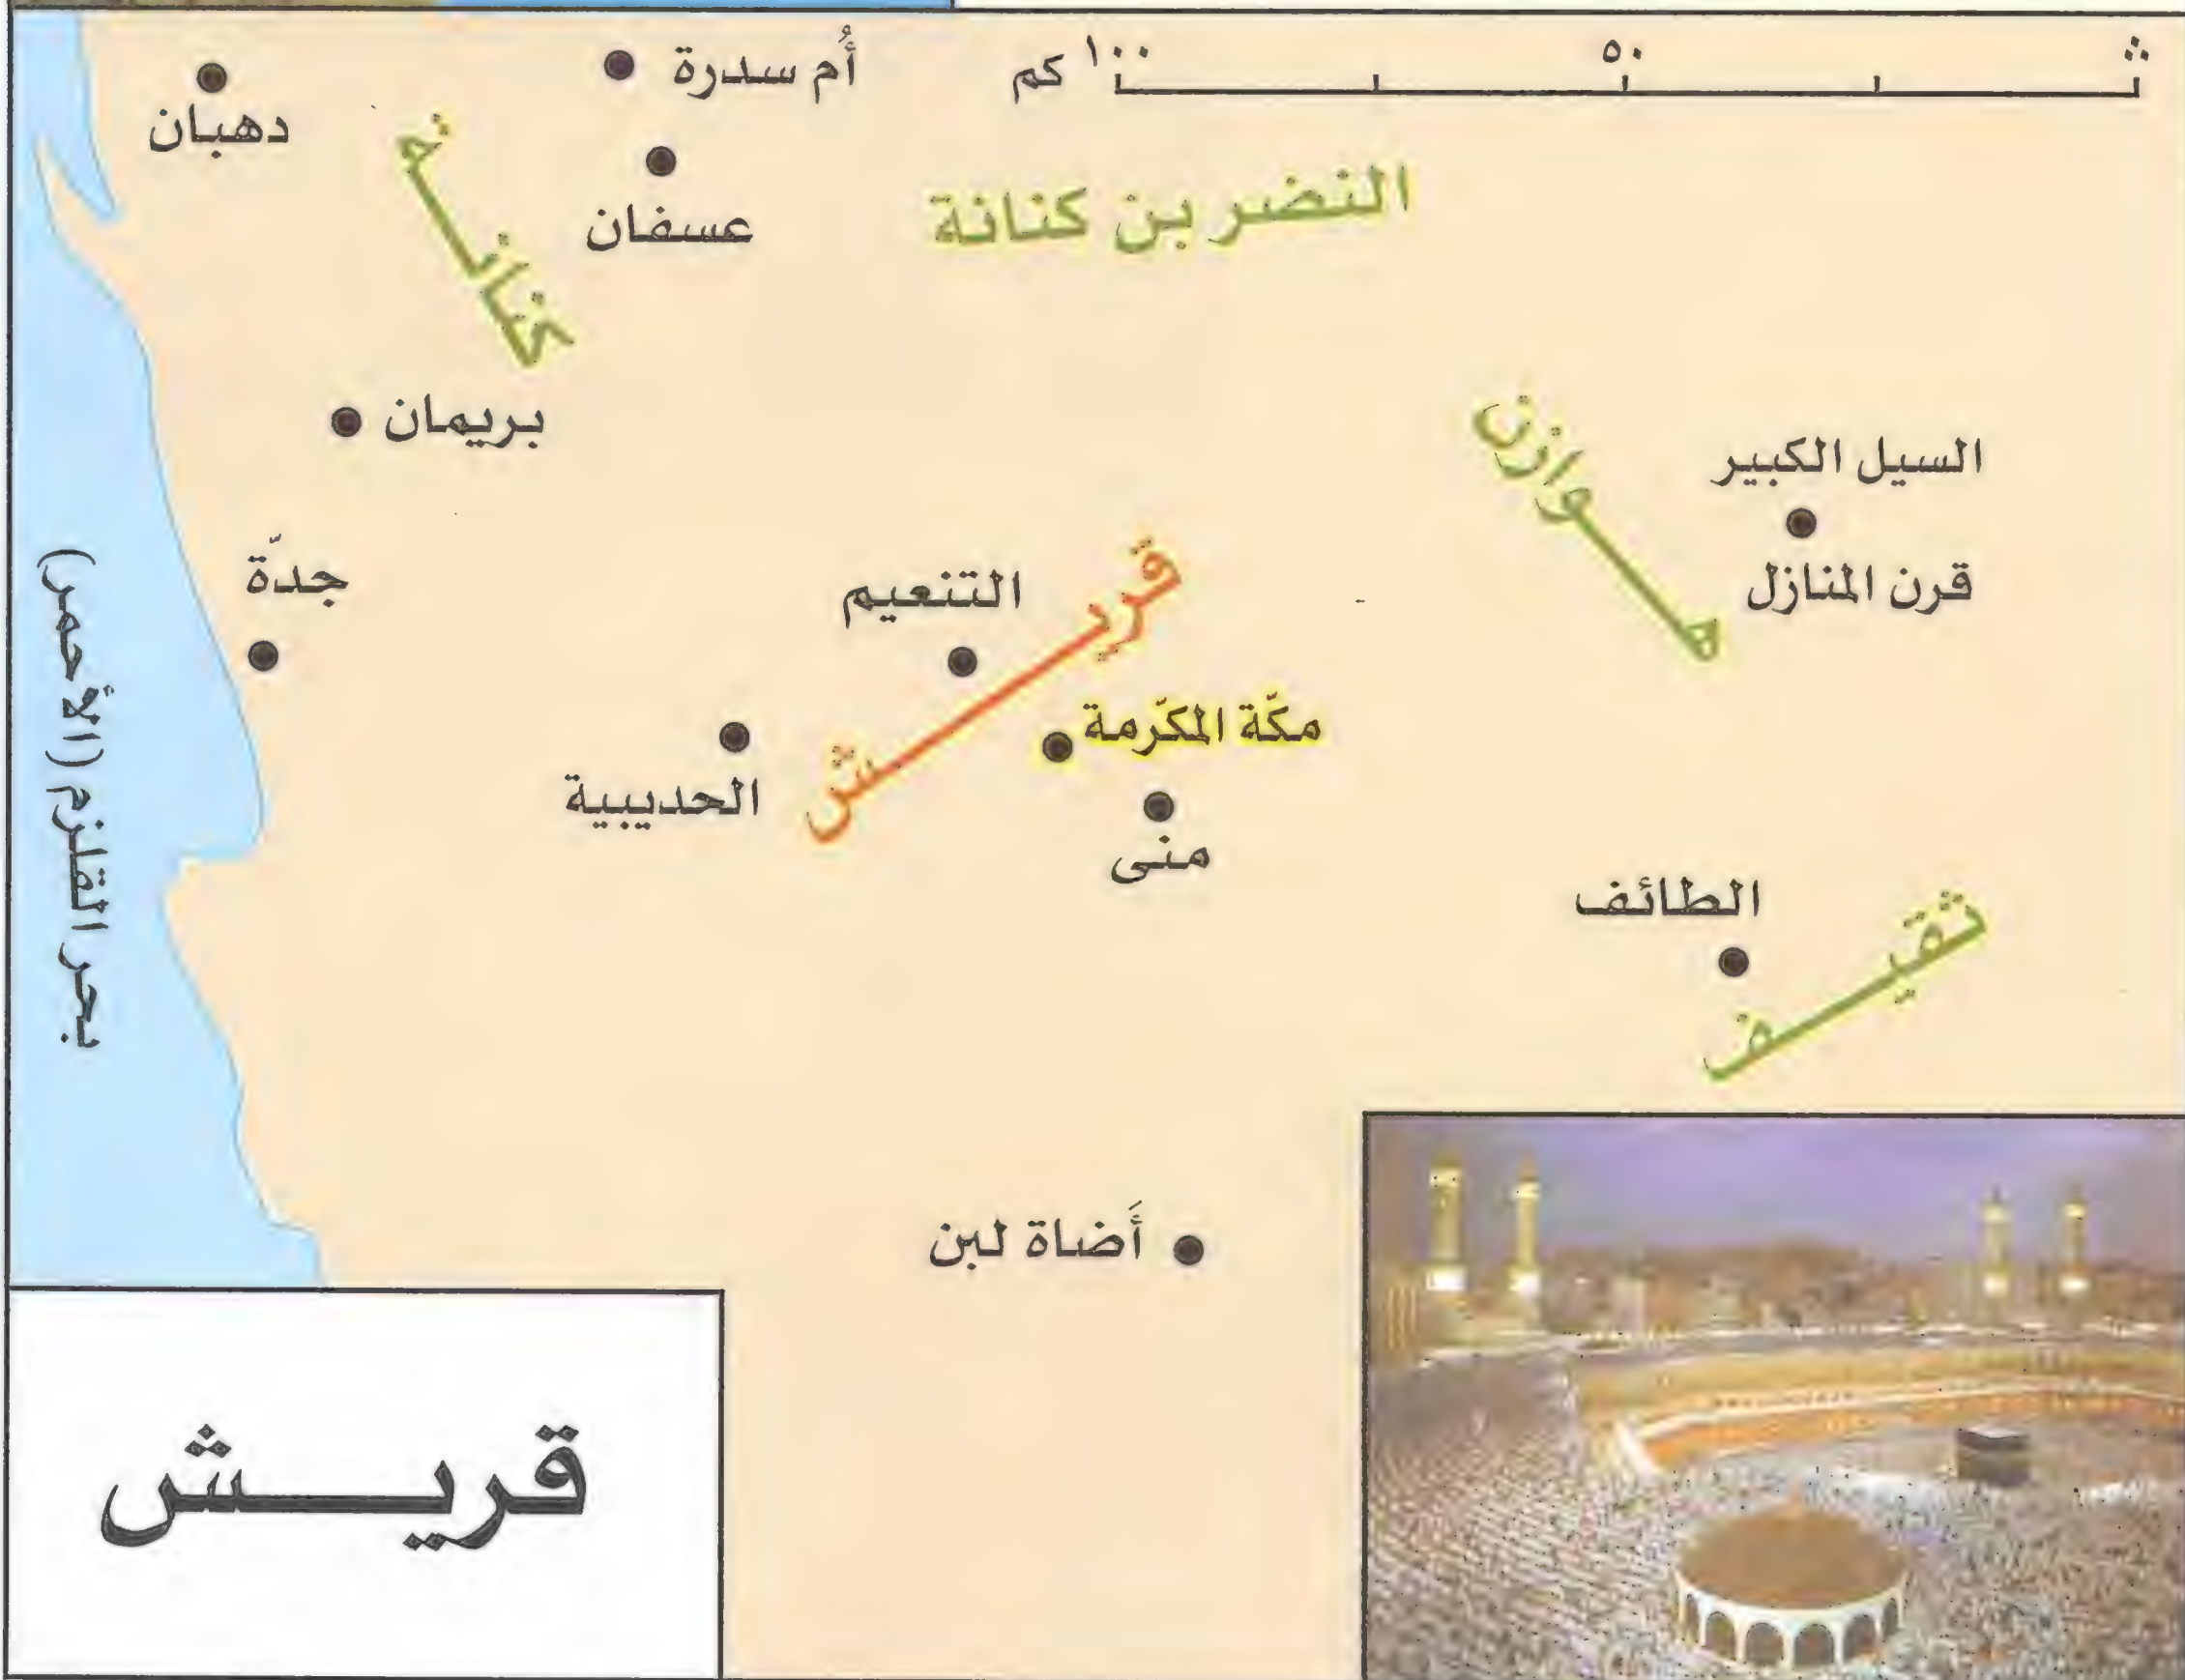 ١٠٠ كم
٥٠
أُم سدرة
دهبان
عسفان
النضر بن كنانة
كنانة
بريمان
هوازن
السيل الكبير
قرن المنازل
جدّة
التنعيم
قريش
مكّة المكرّمة
الحديبية
منى
بحر القلزم (الأحمر)
الطائف
ثقيف
أَضاة لبن
قريش